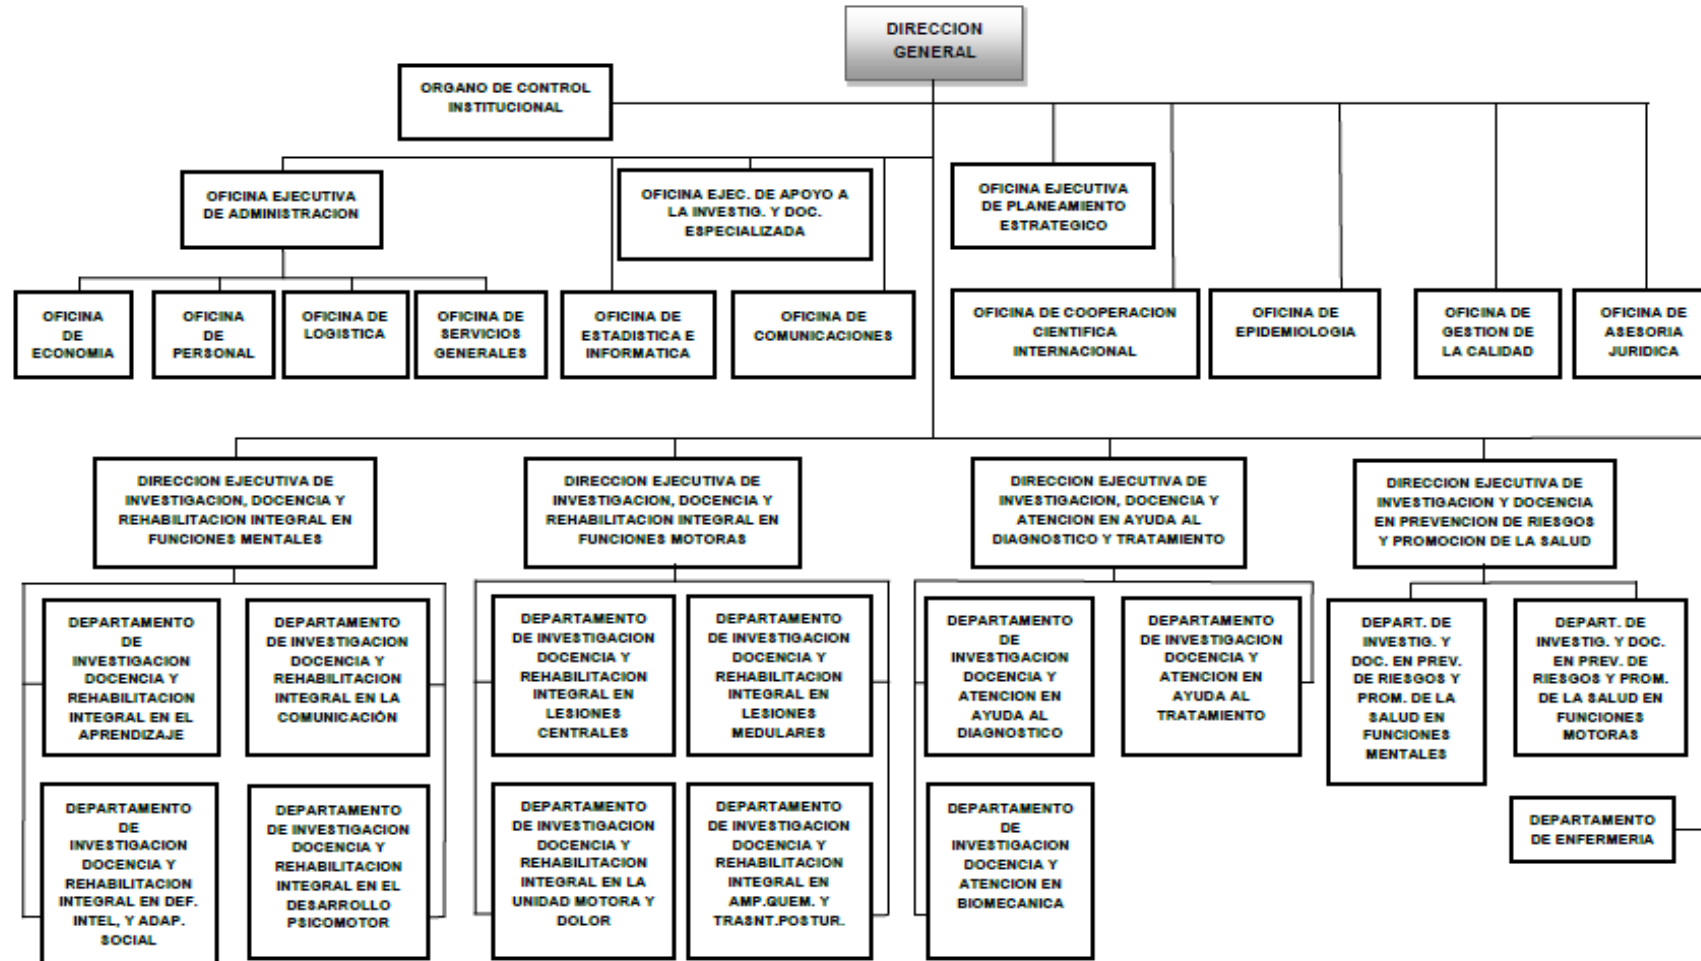 DIRECCION
GENERAL
ORGANO DE CONTROL
INSTITUCIONAL
OFICINA EJECUTIVA
DE ADMINISTRACION
OFICINA EJEC. DE APOYO A
LA INVESTIG. Y DOC.
ESPECIALIZADA
OFICINA EJECUTIVA
DE PLANEAMIENTO
ESTRATEGICO
OFICINA
DE
ECONOMIA
OFICINA
DE
PERSONAL
OFICINA DE
LOGISTICA
OFICINA DE
SERVICIOS
GENERALES
OFICINA DE
ESTADISTICA E
INFORMATICA
OFICINA DE
COMUNICACIONES
OFICINA DE COOPERACION
CIENTIFICA
INTERNACIONAL
OFICINA DE
EPIDEMIOLOGIA
OFICINA DE
GESTION DE
LA CALIDAD
OFICINA DE
ASESORIA
JURIDICA
DIRECCION EJECUTIVA DE
INVESTIGACION, DOCENCIA Y
REHABILITACION INTEGRAL EN
FUNCIONES MENTALES
DIRECCION EJECUTIVA DE
INVESTIGACION, DOCENCIA Y
REHABILITACION INTEGRAL EN
FUNCIONES MOTORAS
DIRECCION EJECUTIVA DE
INVESTIGACION, DOCENCIA Y
ATENCION EN AYUDA AL
DIAGNOSTICO Y TRATAMIENTO
DIRECCION EJECUTIVA DE
INVESTIGACION Y DOCENCIA
EN PREVENCION DE RIESGOS
Y PROMOCION DE LA SALUD
DEPARTAMENTO
DE
INVESTIGACION
DOCENCIA Y
REHABILITACION
INTEGRAL EN EL
APRENDIZAJE
DEPARTAMENTO
DE INVESTIGACION
DOCENCIA Y
REHABILITACION
INTEGRAL EN LA
COMUNICACIÓN
DEPARTAMENTO
DE INVESTIGACION
DOCENCIA Y
REHABILITACION
INTEGRAL EN
LESIONES
CENTRALES
DEPARTAMENTO
DE INVESTIGACION
DOCENCIA Y
REHABILITACION
INTEGRAL EN
LESIONES
MEDULARES
DEPARTAMENTO
DE
INVESTIGACION
DOCENCIA Y
ATENCION EN
AYUDA AL
DIAGNOSTICO
DEPARTAMENTO
DE INVESTIGACION
DOCENCIA Y
ATENCION EN
AYUDA AL
TRATAMIENTO
DEPART. DE
INVESTIG. Y
DOC. EN PREV.
DE RIESGOS Y
PROM. DE LA
SALUD EN
FUNCIONES
MENTALES
DEPART. DE
INVESTIG. Y DOC.
EN PREV. DE
RIESGOS Y PROM.
DE LA SALUD EN
FUNCIONES
MOTORAS
DEPARTAMENTO
DE
INVESTIGACION
DOCENCIA Y
REHABILITACION
INTEGRAL EN DEF.
INTEL, Y ADAP.
SOCIAL
DEPARTAMENTO
DE INVESTIGACION
DOCENCIA Y
REHABILITACION
INTEGRAL EN EL
DESARROLLO
PSICOMOTOR
DEPARTAMENTO
DE INVESTIGACION
DOCENCIA Y
REHABILITACION
INTEGRAL EN LA
UNIDAD MOTORA Y
DOLOR
DEPARTAMENTO
DE INVESTIGACION
DOCENCIA Y
REHABILITACION
INTEGRAL EN
AMP.QUEM. Y
TRASNT.POSTUR.
DEPARTAMENTO
DE
INVESTIGACION
DOCENCIA Y
ATENCION EN
BIOMECANICA
DEPARTAMENTO
DE ENFERMERIA